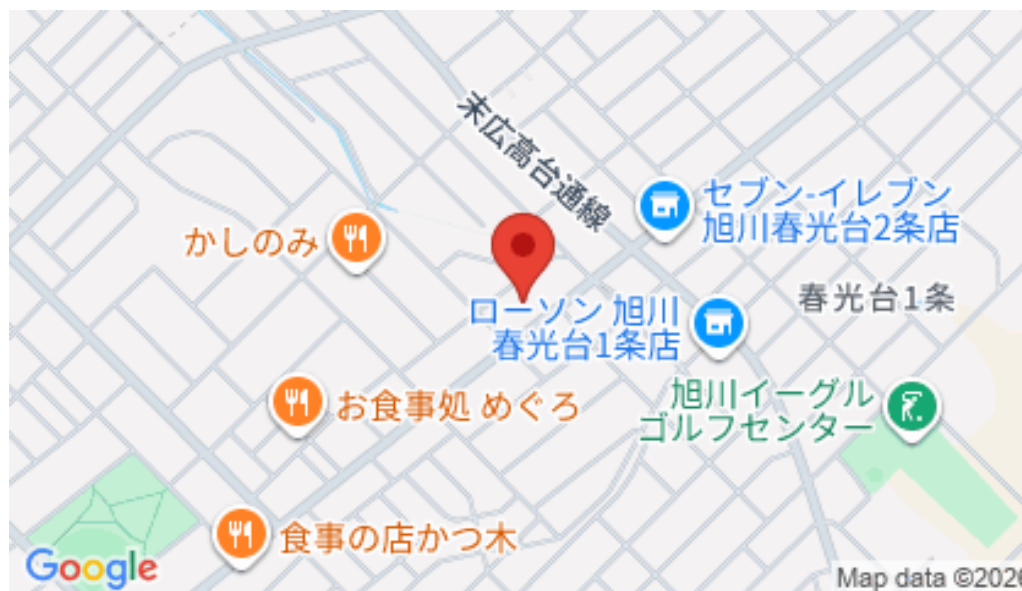 末広高台通線
セブン-イレブン
旭川春光台2条店
かしのみ
春光台1条
ローソン 旭川
春光台1条店
旭川イーグル
ゴルフセンター
お食事処 めぐろ
食事の店かつ木
Google
Map data ©2026